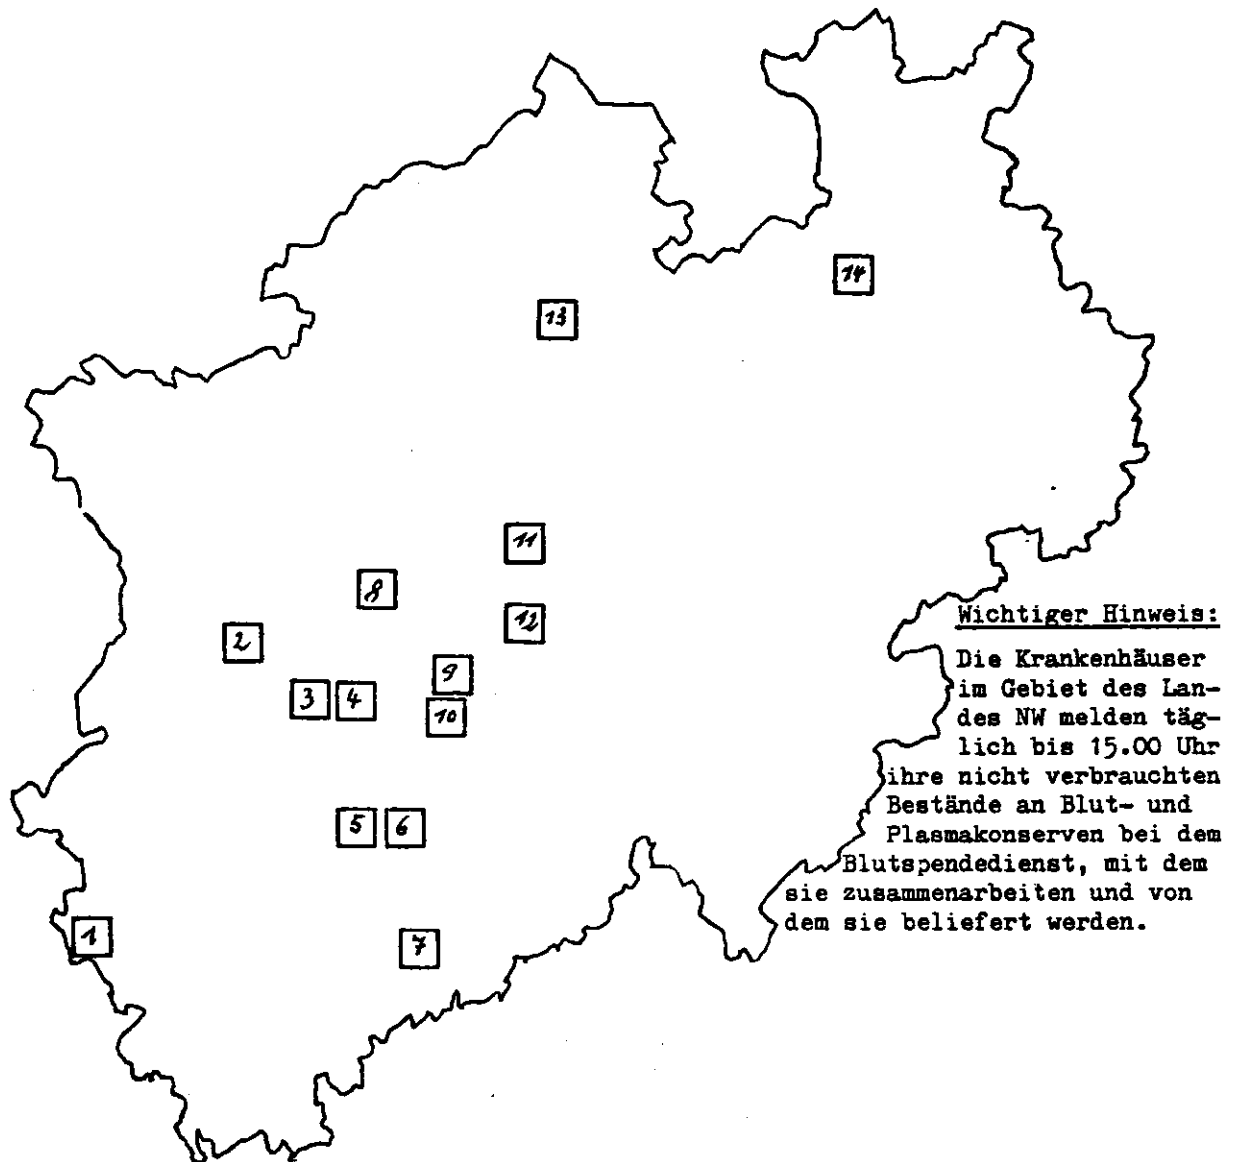 14
13
11
8
12
2
9
3 4
10
5 6
1
7
Wichtiger Hinweis:
Die Krankenhäuser
im Gebiet des Lan-
des NW melden täg-
lich bis 15.00 Uhr
ihre nicht verbrauchten
Bestände an Blut- und
Plasmakonserven bei dem
Blutspendedienst, mit dem
sie zusammenarbeiten und von
dem sie beliefert werden.